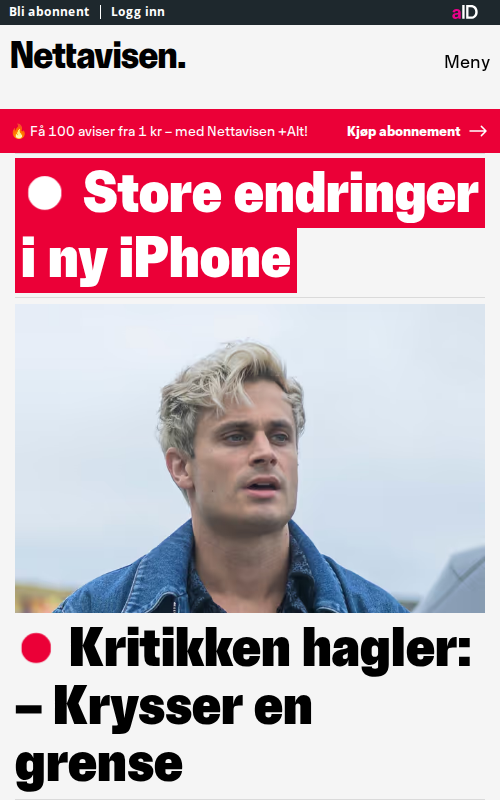 Bli abonnent | Logg inn
aID
Nettavisen.
Meny
🔥 Få 100 aviser fra 1 kr – med Nettavisen +Alt!
Kjøp abonnement →
Store endringer
i ny iPhone
Kritikken hagler:
– Krysser en
grense